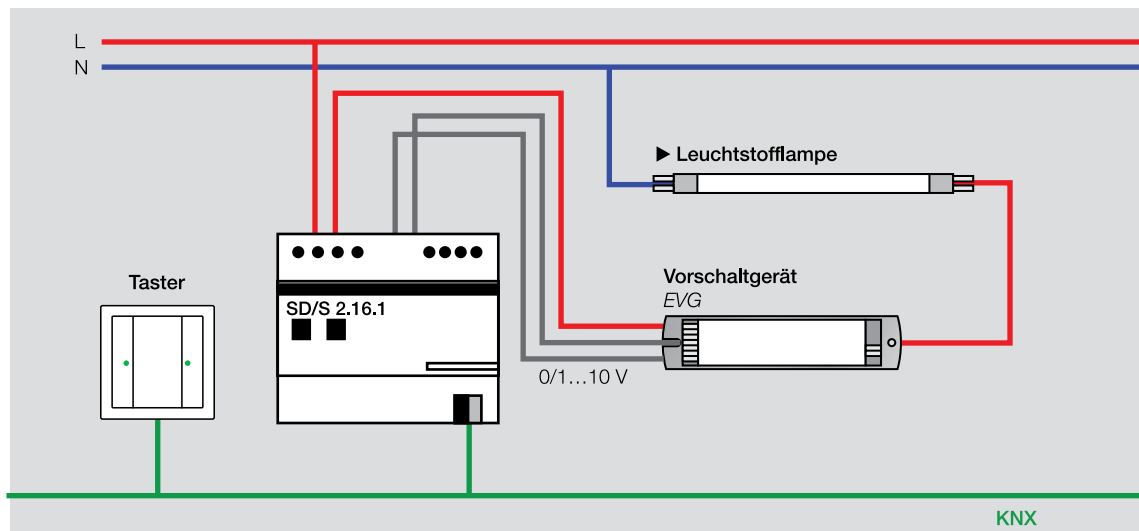 L
N
▶ Leuchtstofflampe
Taster
SD/S 2.16.1
Vorschaltgerät
EVG
0/1...10 V
KNX